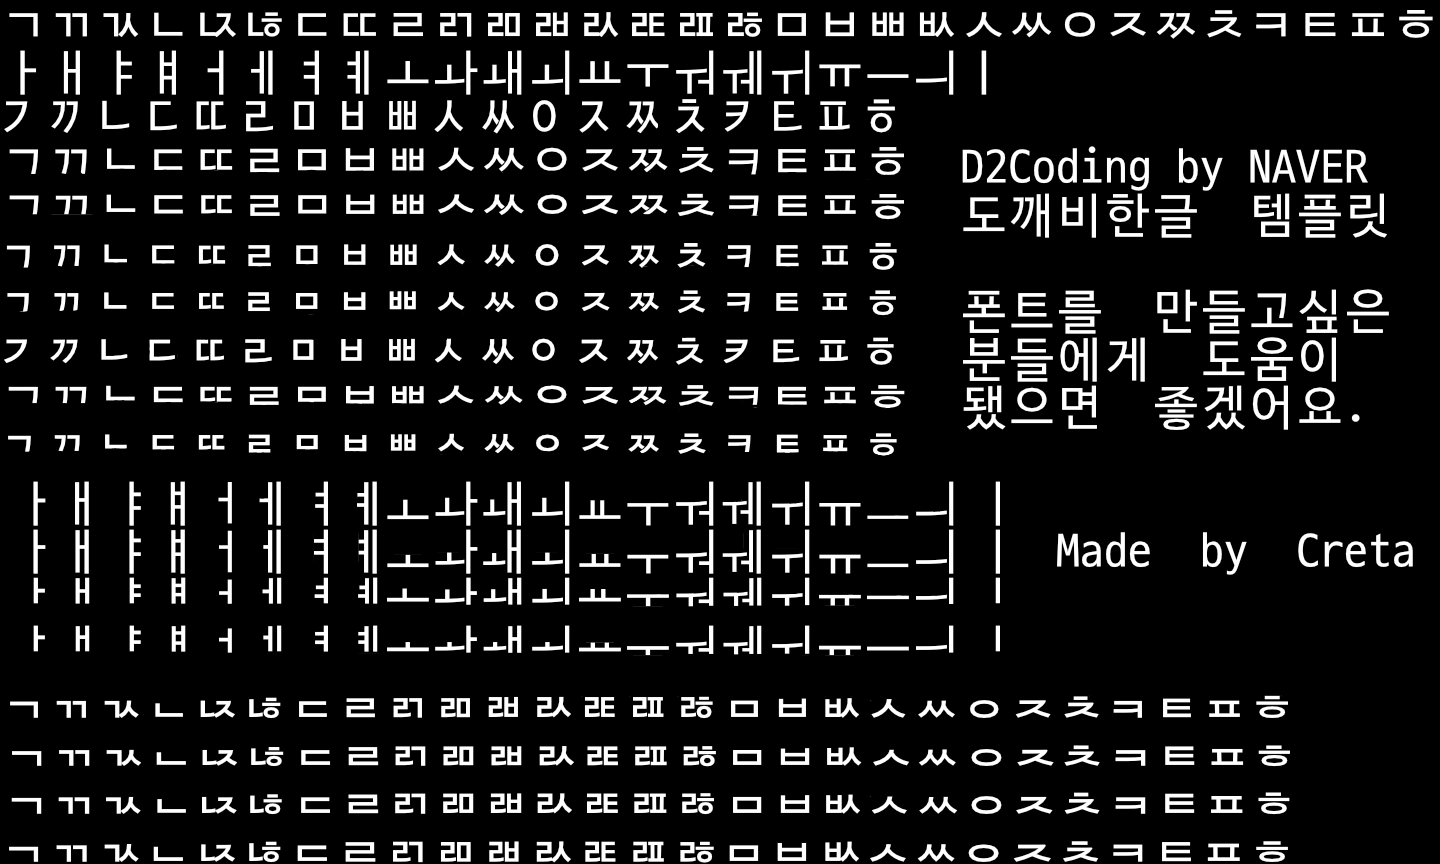 ㄱㄲㄳㄴㄵㄶㄷㄸㄹㄺㄻㄼㄽㄾㄿㅀㅁㅂㅃㅄㅅㅆㅇㅈㅉㅊㅋㅌㅍㅎ
ㅏㅐㅑㅒㅓㅔㅕㅖㅗㅘㅙㅚㅛㅜㅝㅞㅟㅠㅡㅢㅣ
ㄱㄲㄴㄷㄸㄹㅁㅂㅃㅅㅆㅇㅈㅉㅊㅋㅌㅍㅎ
ㄱㄲㄴㄷㄸㄹㅁㅂㅃㅅㅆㅇㅈㅉㅊㅋㅌㅍㅎ D2Coding by NAVER
ㄱㄲㄴㄷㄸㄹㅁㅂㅃㅅㅆㅇㅈㅉㅊㅋㅌㅍㅎ 도깨비한글 템플릿
ㄱㄲㄴㄷㄸㄹㅁㅂㅃㅅㅆㅇㅈㅉㅊㅋㅌㅍㅎ
ㄱㄲㄴㄷㄸㄹㅁㅂㅃㅅㅆㅇㅈㅉㅊㅋㅌㅍㅎ 폰트를 만들고싶은
ㄱㄲㄴㄷㄸㄹㅁㅂㅃㅅㅆㅇㅈㅉㅊㅋㅌㅍㅎ 분들에게 도움이
ㄱㄲㄴㄷㄸㄹㅁㅂㅃㅅㅆㅇㅈㅉㅊㅋㅌㅍㅎ 됐으면 좋겠어요.
ㄱㄲㄴㄷㄸㄹㅁㅂㅃㅅㅆㅇㅈㅉㅊㅋㅌㅍㅎ
ㅏㅐㅑㅒㅓㅔㅕㅖㅗㅘㅙㅚㅛㅜㅝㅞㅟㅠㅡㅢㅣ
ㅏㅐㅑㅒㅓㅔㅕㅖㅗㅘㅙㅚㅛㅜㅝㅞㅟㅠㅡㅢㅣ Made by Creta
ㅏㅐㅑㅒㅓㅔㅕㅖㅗㅘㅙㅚㅛㅜㅝㅞㅟㅠㅡㅢㅣ
ㅏㅐㅑㅒㅓㅔㅕㅖㅗㅘㅙㅚㅛㅜㅝㅞㅟㅠㅡㅢㅣ
ㄱㄲㄳㄴㄵㄶㄷㄹㄺㄻㄼㄽㄾㄿㅀㅁㅂㅄㅅㅆㅇㅈㅊㅋㅌㅍㅎ
ㄱㄲㄳㄴㄵㄶㄷㄹㄺㄻㄼㄽㄾㄿㅀㅁㅂㅄㅅㅆㅇㅈㅊㅋㅌㅍㅎ
ㄱㄲㄳㄴㄵㄶㄷㄹㄺㄻㄼㄽㄾㄿㅀㅁㅂㅄㅅㅆㅇㅈㅊㅋㅌㅍㅎ
ㄱㄲㄳㄴㄵㄶㄷㄹㄺㄻㄼㄽㄾㄿㅀㅁㅂㅄㅅㅆㅇㅈㅊㅋㅌㅍㅎ